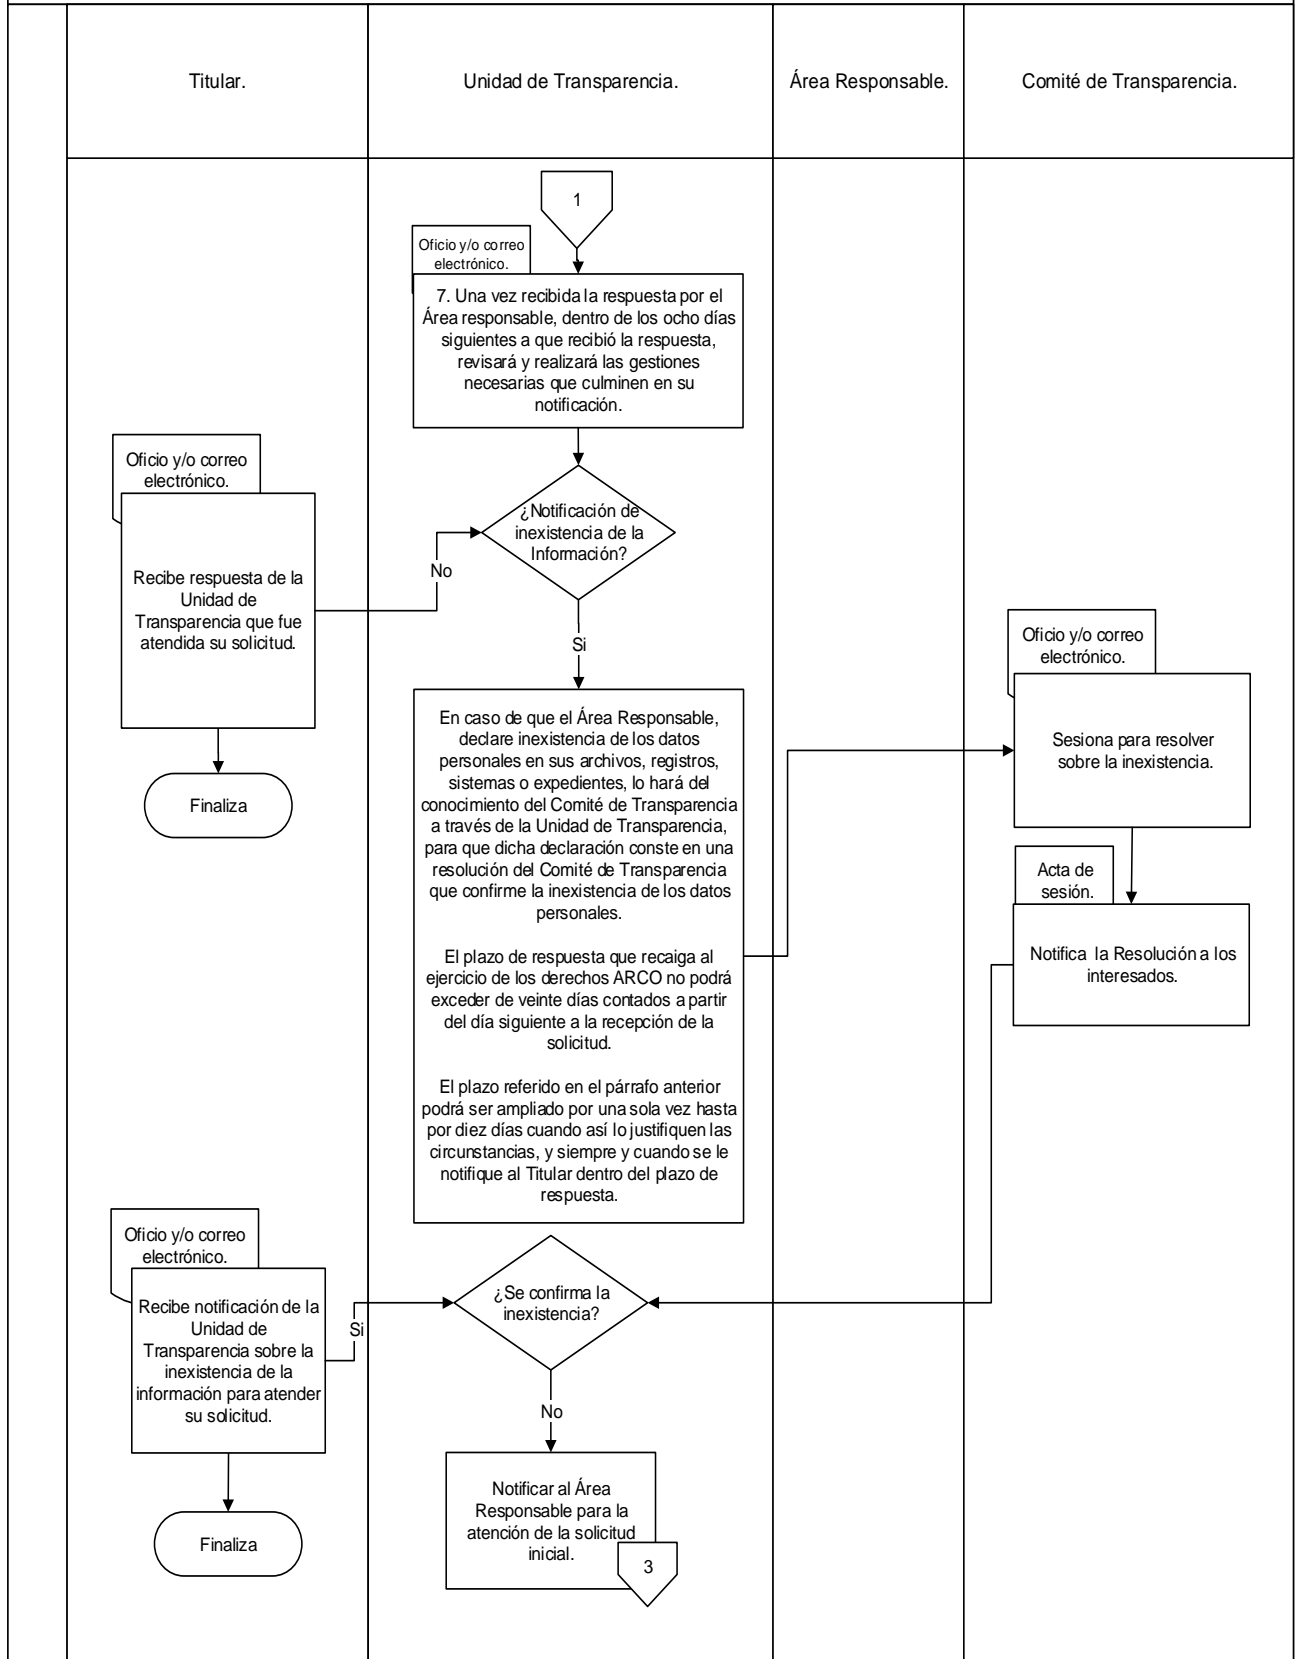 Titular.
Unidad de Transparencia.
Área Responsable.
Comité de Transparencia.
1
Oficio y/o correo
electrónico.
7. Una vez recibida la respuesta por el
Área responsable, dentro de los ocho días
siguientes a que recibió la respuesta,
revisará y realizará las gestiones
necesarias que culminen en su
notificación.
Oficio y/o correo
electrónico.
Recibe respuesta de la
Unidad de
Transparencia que fue
atendida su solicitud.
Finaliza
¿Notificación de
inexistencia de la
Información?
No
Si
En caso de que el Área Responsable,
declare inexistencia de los datos
personales en sus archivos, registros,
sistemas o expedientes, lo hará del
conocimiento del Comité de Transparencia
a través de la Unidad de Transparencia,
para que dicha declaración conste en una
resolución del Comité de Transparencia
que confirme la inexistencia de los datos
personales.
El plazo de respuesta que recaiga al
ejercicio de los derechos ARCO no podrá
exceder de veinte días contados a partir
del día siguiente a la recepción de la
solicitud.
El plazo referido en el párrafo anterior
podrá ser ampliado por una sola vez hasta
por diez días cuando así lo justifiquen las
circunstancias, y siempre y cuando se le
notifique al Titular dentro del plazo de
respuesta.
Oficio y/o correo
electrónico.
Sesiona para resolver
sobre la inexistencia.
Acta de
sesión.
Notifica la Resolución a los
interesados.
¿Se confirma la
inexistencia?
Si
No
Oficio y/o correo
electrónico.
Recibe notificación de la
Unidad de
Transparencia sobre la
inexistencia de la
información para atender
su solicitud.
Finaliza
Notificar al Área
Responsable para la
atención de la solicitud
inicial.
3